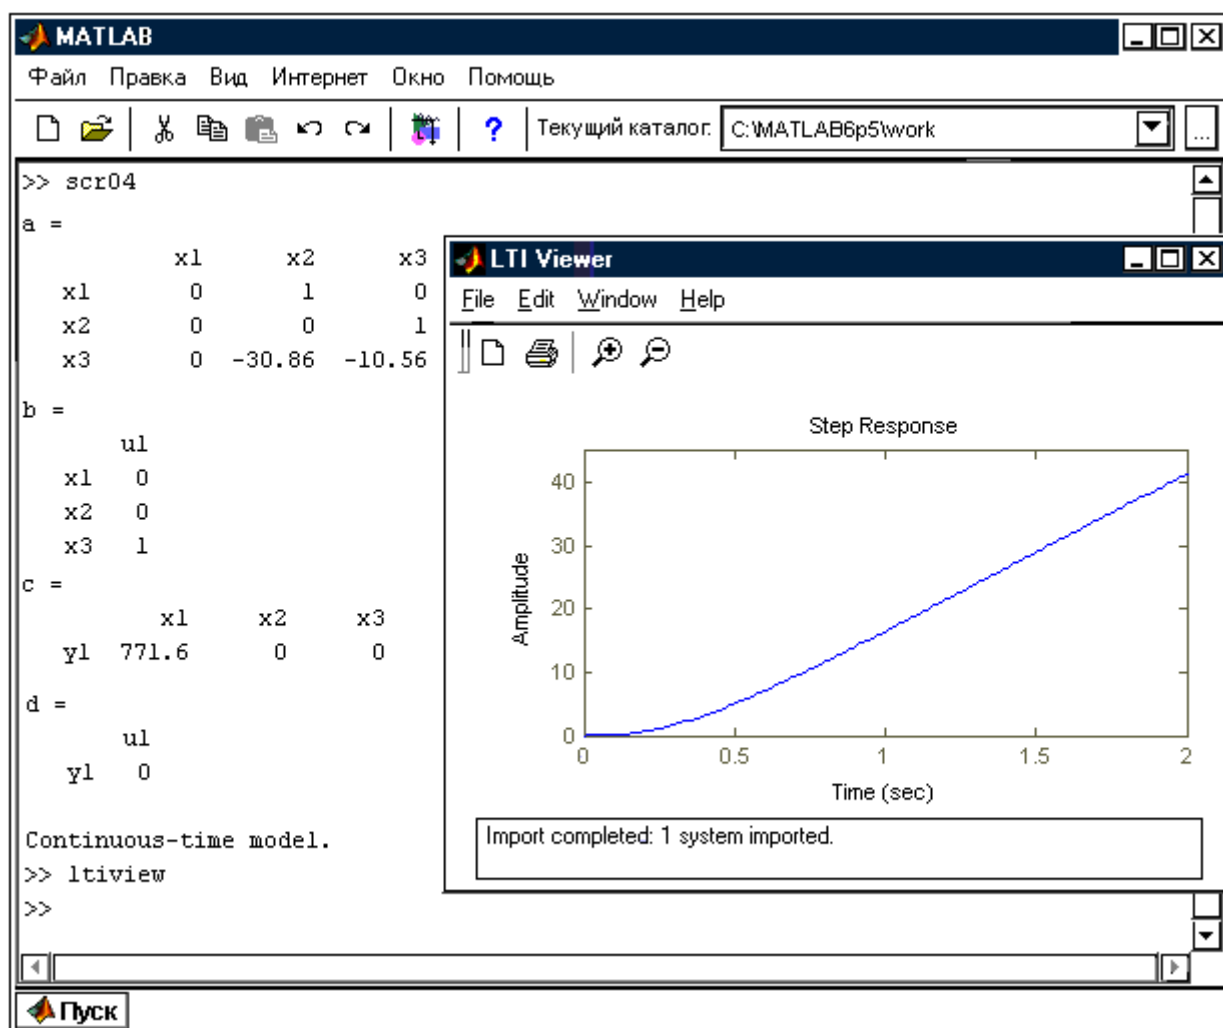 MATLAB
Файл Правка Вид Интернет Окно Помощь
? Текущий каталог: C:\MATLAB6p5\work ...
>> scr04
a =
x1 x2 x3
x1 0 1 0
x2 0 0 1
x3 0 -30.86 -10.56
b =
u1
x1 0
x2 0
x3 1
c =
x1 x2 x3
y1 771.6 0 0
d =
u1
y1 0
Continuous-time model.
>> ltiview
>>
LTI Viewer
File Edit Window Help
Step Response
Amplitude
40
30
20
10
0
0 0.5 1 1.5 2
Time (sec)
Import completed: 1 system imported.
Пуск